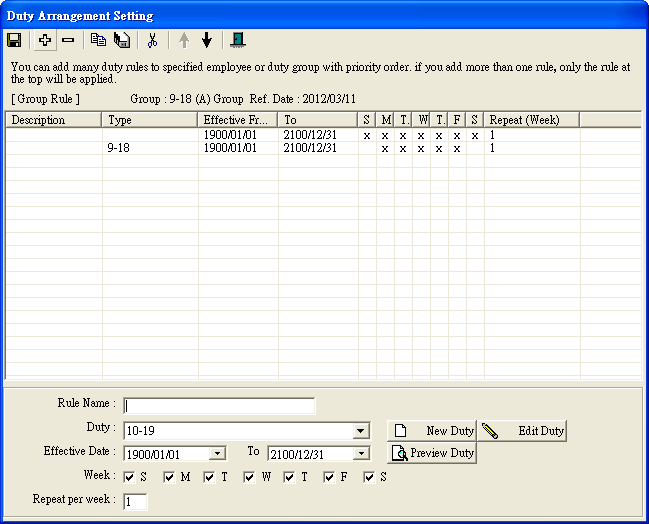 Duty Arrangement Setting
You can add many duty rules to specified employee or duty group with priority order. if you add more than one rule, only the rule at
the top will be applied.
[ Group Rule ] Group : 9-18 (A) Group Ref. Date : 2012/03/11
Description Type Effective Fr... To S M T. W T. F S Repeat (Week)
1900/01/01 2100/12/31 x x x x x x x 1
9-18 1900/01/01 2100/12/31 x x x x x 1
Rule Name :
Duty : 10-19 New Duty Edit Duty
Effective Date : 1900/01/01 To 2100/12/31 Preview Duty
Week : S M T W T F S
Repeat per week : 1